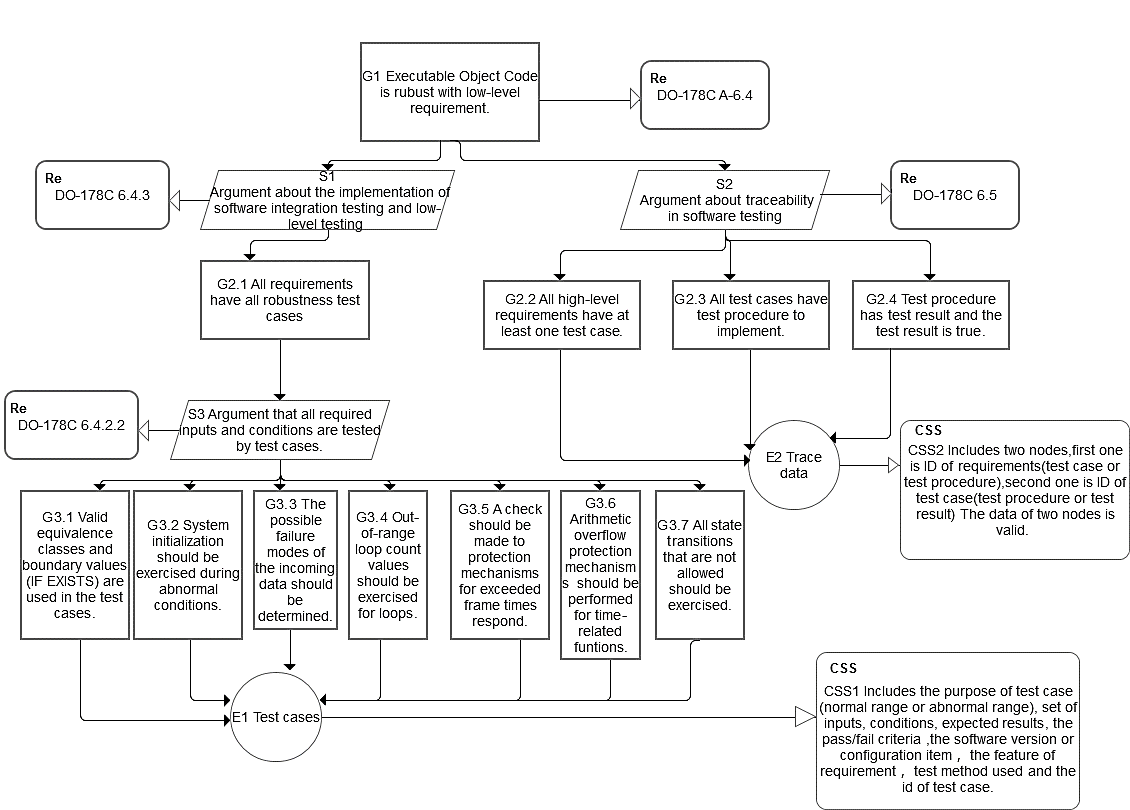 G1 Executable Object Code
is rubust with low-level
requirement.
Re
DO-178C A-6.4
Re
DO-178C 6.4.3
S1
Argument about the implementation of
software integration testing and low-
level testing
S2
Argument about traceability
in software testing
Re
DO-178C 6.5
G2.1 All requirements
have all robustness test
cases
G2.2 All high-level
requirements have at
least one test case.
G2.3 All test cases have
test procedure to
implement.
G2.4 Test procedure
has test result and the
test result is true.
Re
DO-178C 6.4.2.2
S3 Argument that all required
inputs and conditions are tested
by test cases.
E2 Trace
data
CSS
CSS2 Includes two nodes,first one
is ID of requirements(test case or
test procedure),second one is ID of
test case(test procedure or test
result) The data of two nodes is
valid.
G3.1 Valid
equivalence
classes and
boundary values
(IF EXISTS) are
used in the test
cases.
G3.2 System
initialization
should be
exercised during
abnormal
conditions.
G3.3 The
possible
failure
modes of
the incoming
data should
be
determined.
G3.4 Out-
of-range
loop count
values
should be
exercised
for loops.
G3.5 A check
should be
made to
protection
mechanisms
for exceeded
frame times
respond.
G3.6
Arithmetic
overflow
protection
mechanism
s should be
performed
for time-
related
funtions.
G3.7 All state
transitions
that are not
allowed
should be
exercised.
E1 Test cases
CSS
CSS1 Includes the purpose of test case
(normal range or abnormal range), set of
inputs, conditions, expected results, the
pass/fail criteria ,the software version or
configuration item ，the feature of
requirement ，test method used and the
id of test case.